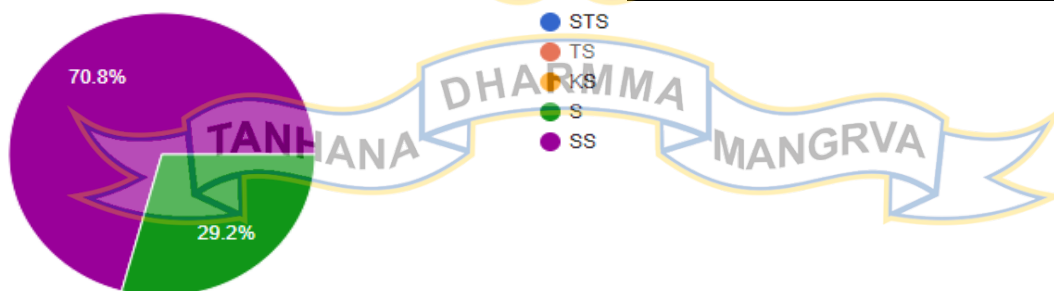 STS
TS
KS
S
SS
70.8%
29.2%
TANHANA DHARMMA MANGRVA